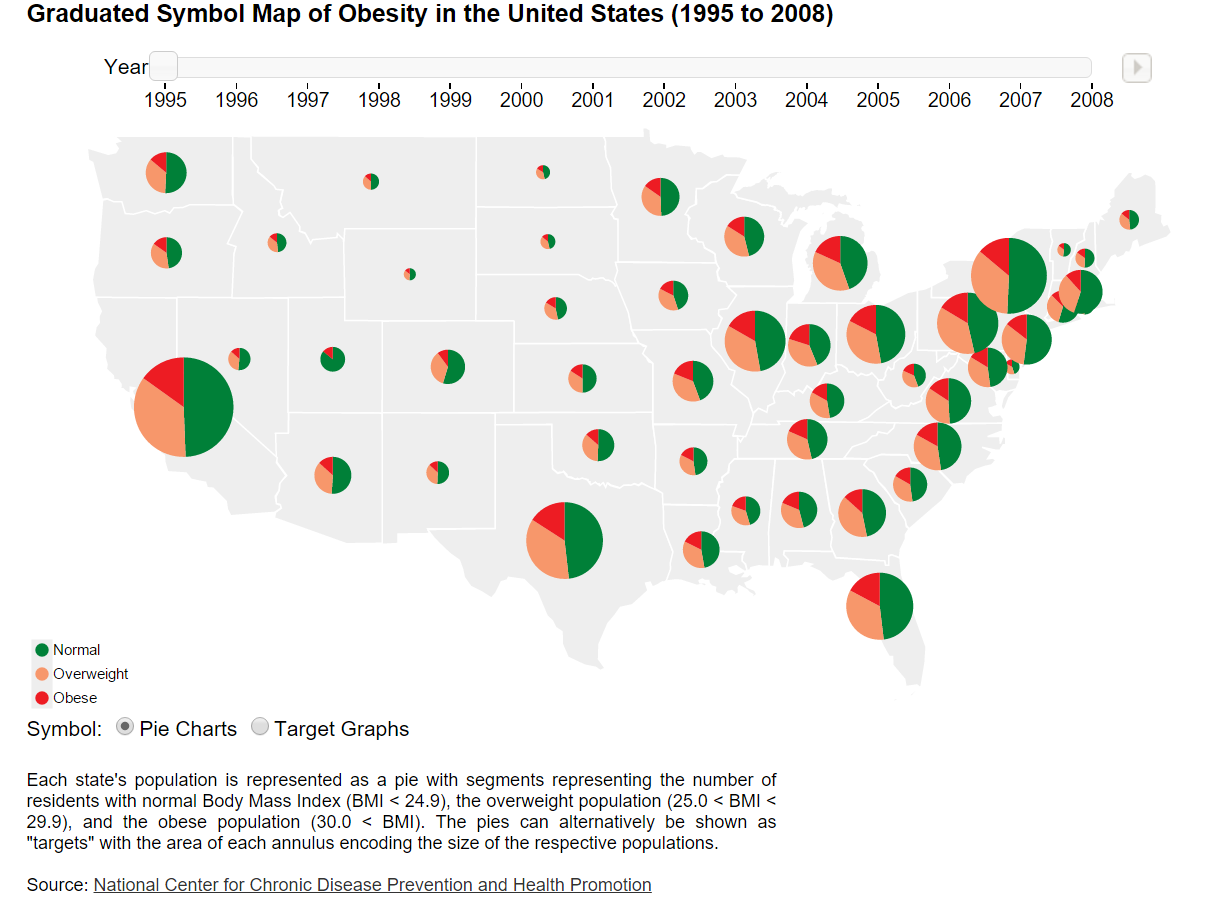 Graduated Symbol Map of Obesity in the United States (1995 to 2008)
Year
1995 1996 1997 1998 1999 2000 2001 2002 2003 2004 2005 2006 2007 2008
Normal
Overweight
Obese
Symbol: Pie Charts Target Graphs
Each state's population is represented as a pie with segments representing the number of
residents with normal Body Mass Index (BMI < 24.9), the overweight population (25.0 < BMI <
29.9), and the obese population (30.0 < BMI). The pies can alternatively be shown as
"targets" with the area of each annulus encoding the size of the respective populations.
Source: National Center for Chronic Disease Prevention and Health Promotion